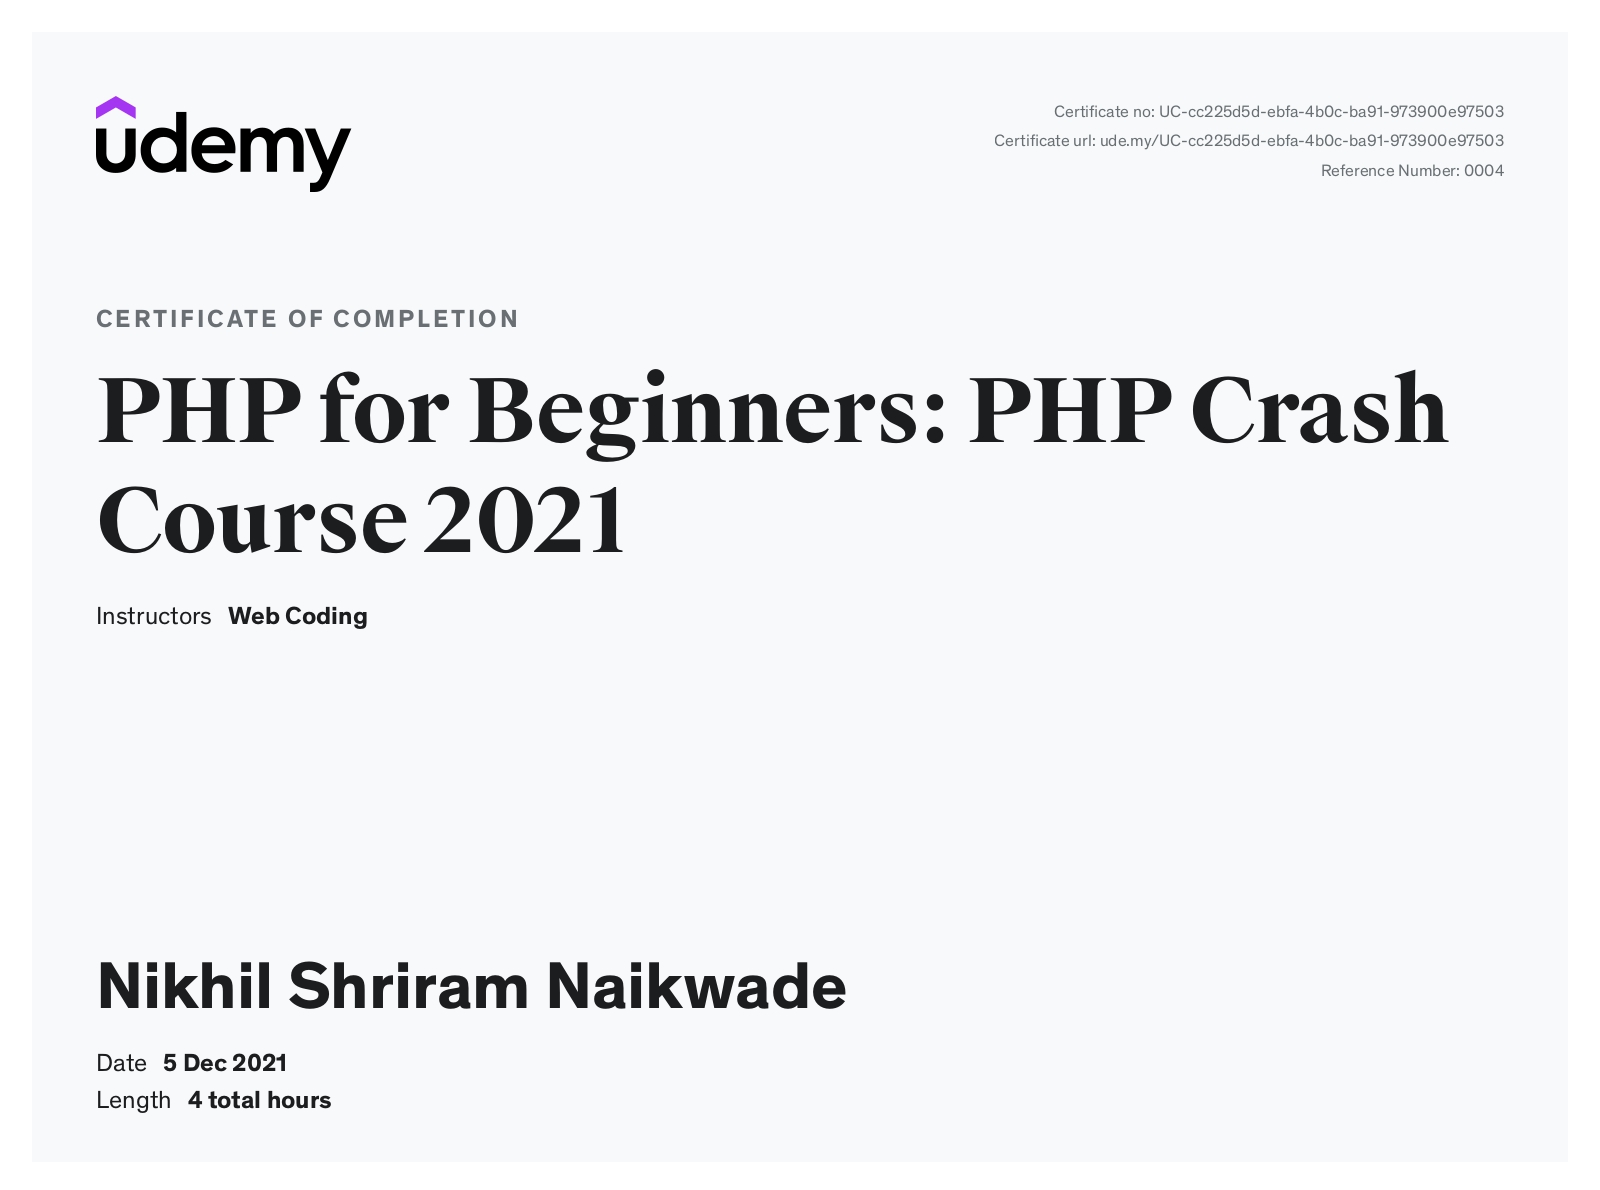 udemy
Certificate no: UC-cc225d5d-ebfa-4b0c-ba91-973900e97503
Certificate url: ude.my/UC-cc225d5d-ebfa-4b0c-ba91-973900e97503
Reference Number: 0004
CERTIFICATE OF COMPLETION
PHP for Beginners: PHP Crash
Course 2021
Instructors Web Coding
Nikhil Shriram Naikwade
Date 5 Dec 2021
Length 4 total hours